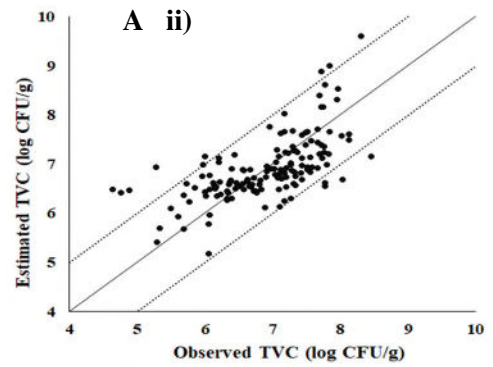 A ii)
10
9
8
7
6
5
4
4 5 6 7 8 9 10
Estimated TVC (log CFU/g)
Observed TVC (log CFU/g)